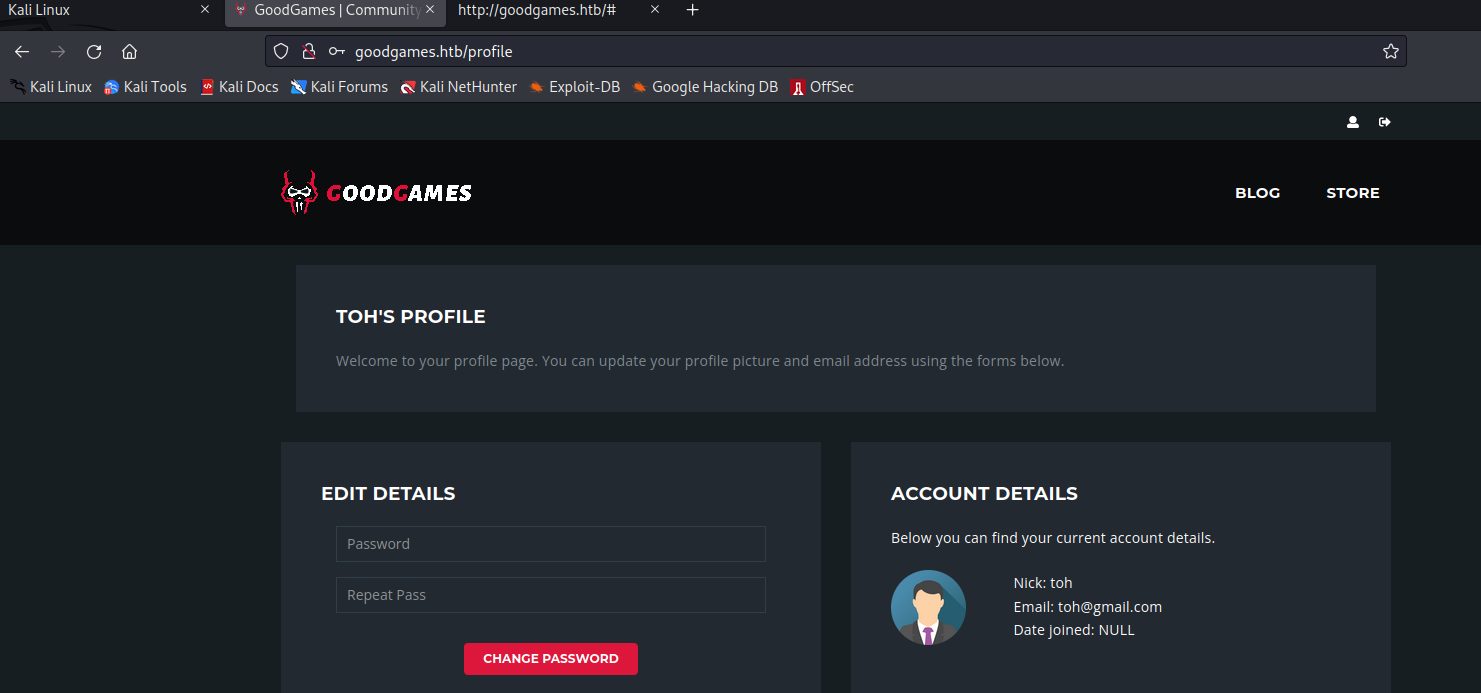 Kali Linux
GoodGames | Community
http://goodgames.htb/#
goodgames.htb/profile
Kali Linux Kali Tools Kali Docs Kali Forums Kali NetHunter Exploit-DB Google Hacking DB OffSec
GOODGAMES
BLOG STORE
TOH'S PROFILE
Welcome to your profile page. You can update your profile picture and email address using the forms below.
EDIT DETAILS
Password
Repeat Pass
CHANGE PASSWORD
ACCOUNT DETAILS
Below you can find your current account details.
Nick: toh
Email: toh@gmail.com
Date joined: NULL